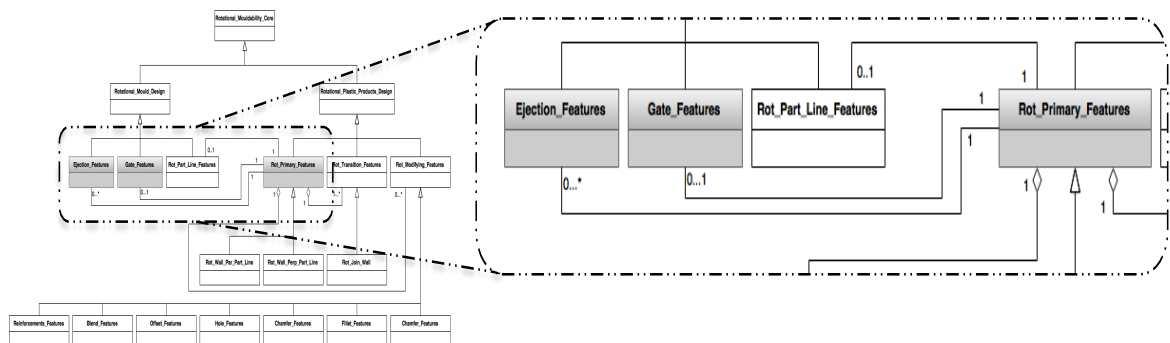 Rotational_Mouldability_Core
Rotational_Mould_Design
Rotational_Plastic_Products_Design
Ejection_Features
Gate_Features
Rot_Part_Line_Features
0..1
1
Rot_Primary_Features
Rot_Transition_Features
Rot_Modifying_Features
1
1
0..*
0...1
1
1
0...*
0...*
Rot_Wall_Par_Part_Line
Rot_Wall_Perp_Part_Line
Rot_Join_Wall
Reinforcements_Features
Blend_Features
Offset_Features
Hole_Features
Chamfer_Features
Fillet_Features
Chamfer_Features
0..1
1
Ejection_Features
Gate_Features
Rot_Part_Line_Features
1
Rot_Primary_Features
1
0...*
0...1
1
1